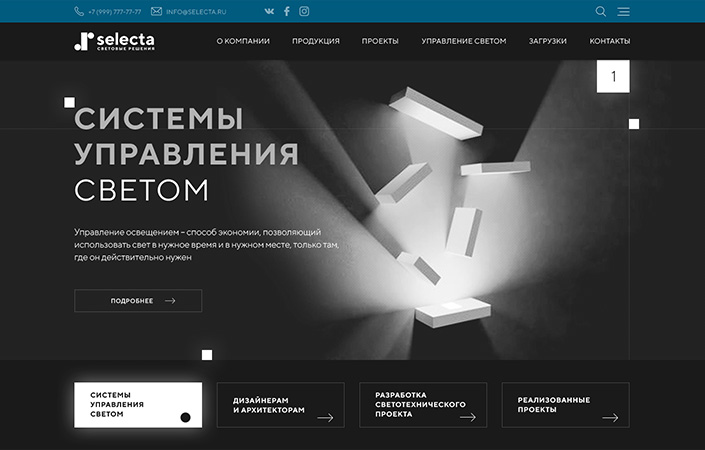 +7 (999) 777-77-77
INFO@SELECTA.RU
selecta
СВЕТОВЫЕ РЕШЕНИЯ
О КОМПАНИИ
ПРОДУКЦИЯ
ПРОЕКТЫ
УПРАВЛЕНИЕ СВЕТОМ
ЗАГРУЗКИ
КОНТАКТЫ
1
СИСТЕМЫ
УПРАВЛЕНИЯ
СВЕТОМ
Управление освещением – способ экономии, позволяющий
использовать свет в нужное время и в нужном месте, только там,
где он действительно нужен
ПОДРОБНЕЕ
СИСТЕМЫ
УПРАВЛЕНИЯ
СВЕТОМ
ДИЗАЙНЕРАМ
И АРХИТЕКТОРАМ
РАЗРАБОТКА
СВЕТОТЕХНИЧЕСКОГО
ПРОЕКТА
РЕАЛИЗОВАННЫЕ
ПРОЕКТЫ